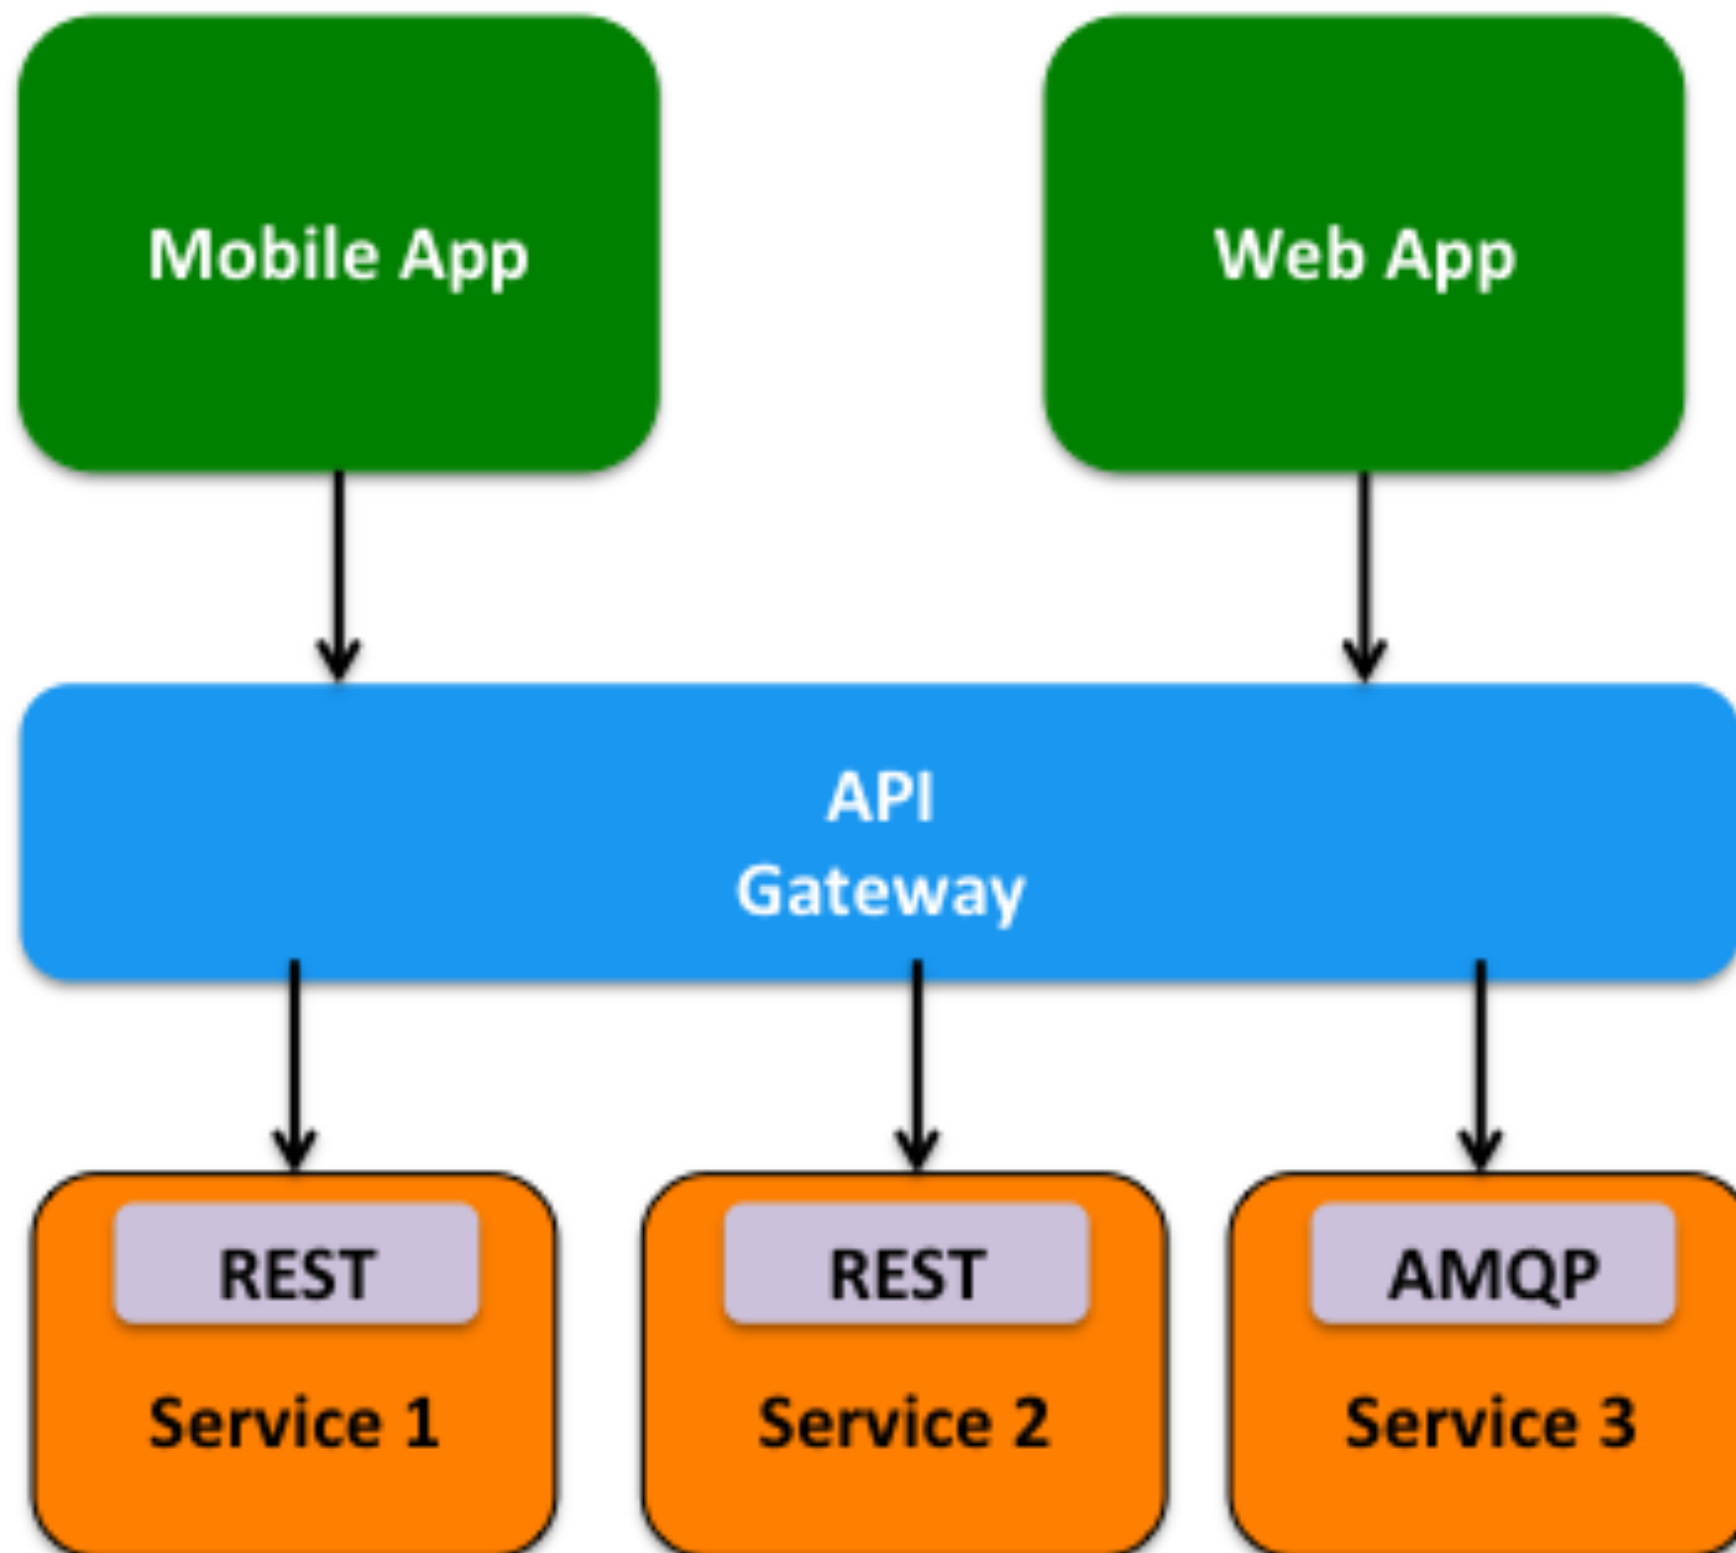 Mobile App
Web App
API
Gateway
REST
REST
AMQP
Service 1
Service 2
Service 3